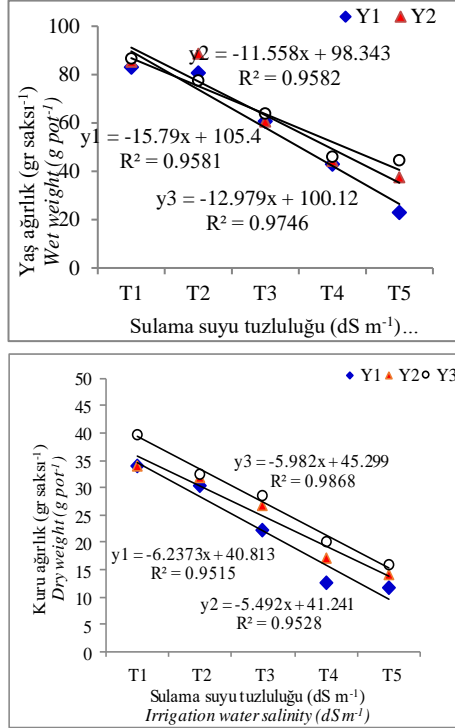 Y1 Y2
100
80
60
40
20
0
y2 = -11.558x + 98.343
R² = 0.9582
y1 = -15.79x + 105.4
R² = 0.9581
y3 = -12.979x + 100.12
R² = 0.9746
Yaş ağırlık (gr saksı-¹)
Wet weight (g pot-¹)
T1 T2 T3 T4 T5
Sulama suyu tuzluluğu (dS m-¹)...
Y1 Y2 Y3
50
45
40
35
30
25
20
15
10
5
0
y3 = -5.982x + 45.299
R² = 0.9868
y1 = -6.2373x + 40.813
R² = 0.9515
y2 = -5.492x + 41.241
R² = 0.9528
Kuru ağırlık (gr saksı-¹)
Dry weight (g pot-¹)
T1 T2 T3 T4 T5
Sulama suyu tuzluluğu (dS m-¹)
Irrigation water salinity (dS m-¹)